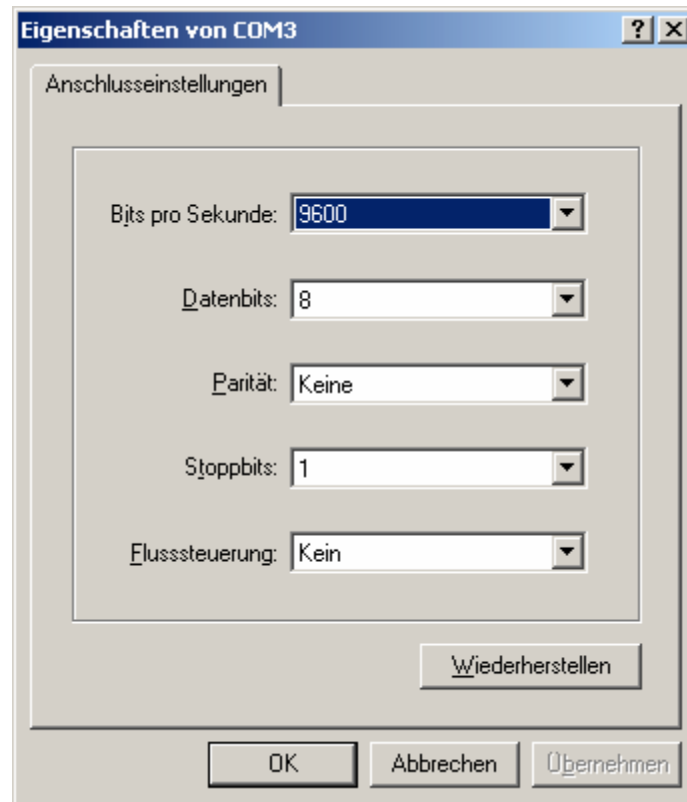 Eigenschaften von COM3
Anschlusseinstellungen
Bits pro Sekunde: 9600
Datenbits: 8
Parität: Keine
Stoppbits: 1
Flusssteuerung: Kein
Wiederherstellen
OK Abbrechen Übernehmen